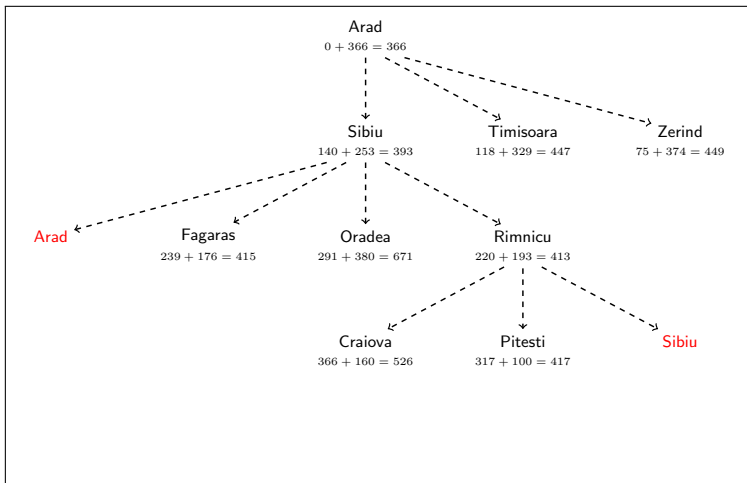 Arad
0 + 366 = 366
Sibiu
140 + 253 = 393
Timisoara
118 + 329 = 447
Zerind
75 + 374 = 449
Arad
Fagaras
239 + 176 = 415
Oradea
291 + 380 = 671
Rimnicu
220 + 193 = 413
Craiova
366 + 160 = 526
Pitesti
317 + 100 = 417
Sibiu